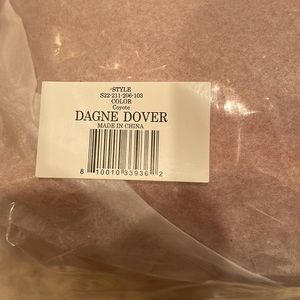 STYLE
S22-211-206-103
COLOR
Coyote
DAGNE DOVER
MADE IN CHINA
8 10010 33936 2